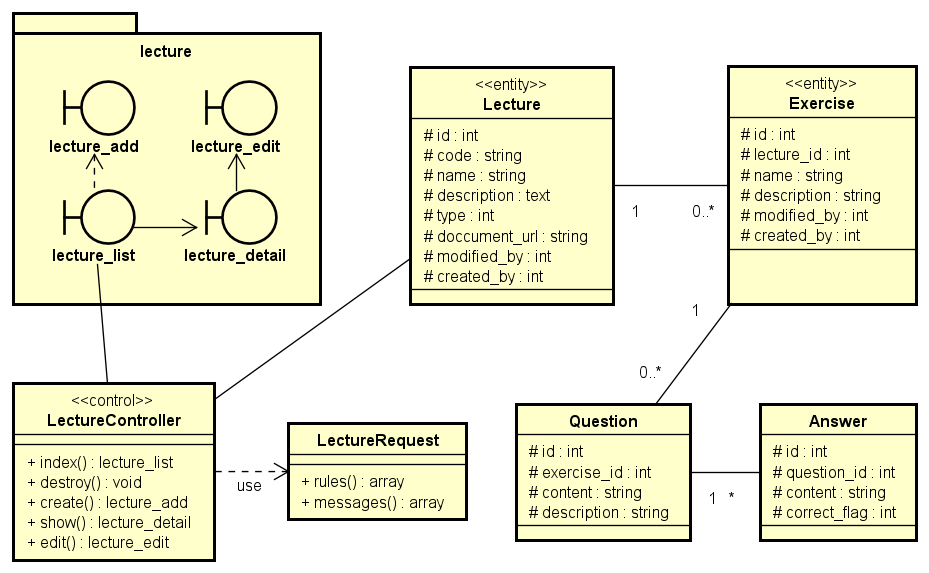 lecture
lecture_add
lecture_edit
lecture_list
lecture_detail
<<entity>>
Lecture
# id : int
# code : string
# name : string
# description : text
# type : int
# doccument_url : string
# modified_by : int
# created_by : int
1
0..*
<<entity>>
Exercise
# id : int
# lecture_id : int
# name : string
# description : string
# modified_by : int
# created_by : int
1
0..*
<<control>>
LectureController
+ index() : lecture_list
+ destroy() : void
+ create() : lecture_add
+ show() : lecture_detail
+ edit() : lecture_edit
use
LectureRequest
+ rules() : array
+ messages() : array
Question
# id : int
# exercise_id : int
# content : string
# description : string
1
*
Answer
# id : int
# question_id : int
# content : string
# correct_flag : int